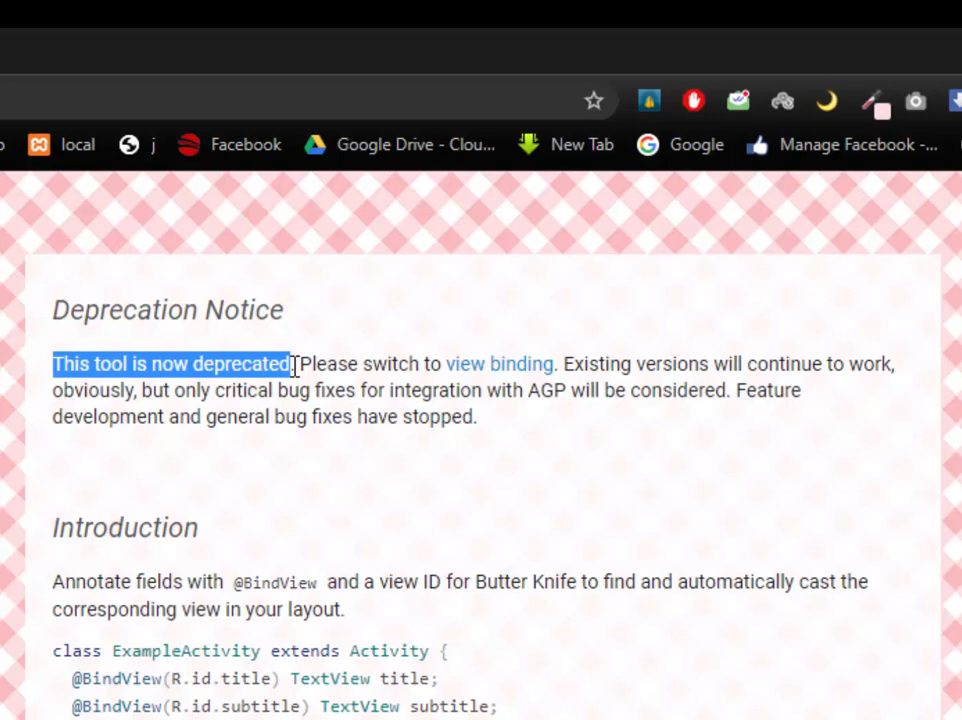 local j Facebook Google Drive - Clou... New Tab Google Manage Facebook -...
Deprecation Notice
This tool is now deprecated. Please switch to view binding. Existing versions will continue to work,
obviously, but only critical bug fixes for integration with AGP will be considered. Feature
development and general bug fixes have stopped.
Introduction
Annotate fields with @BindView and a view ID for Butter Knife to find and automatically cast the
corresponding view in your layout.
class ExampleActivity extends Activity {
@BindView(R.id.title) TextView title;
@BindView(R.id.subtitle) TextView subtitle;